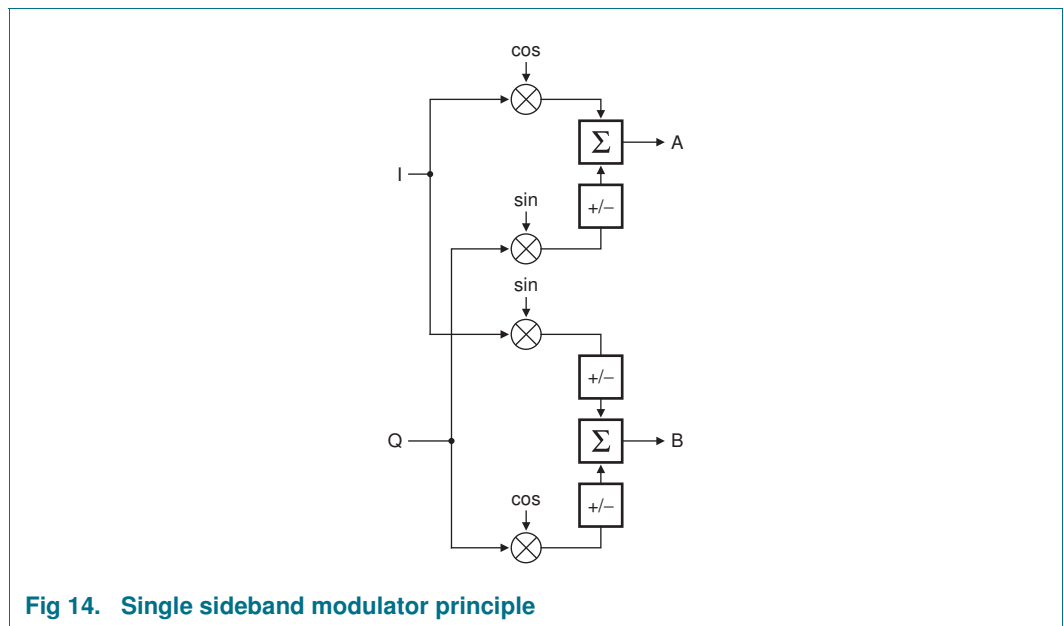 cos
Σ
A
I
+/−
sin
sin
+/−
Q
Σ
B
cos
+/−
Fig 14. Single sideband modulator principle